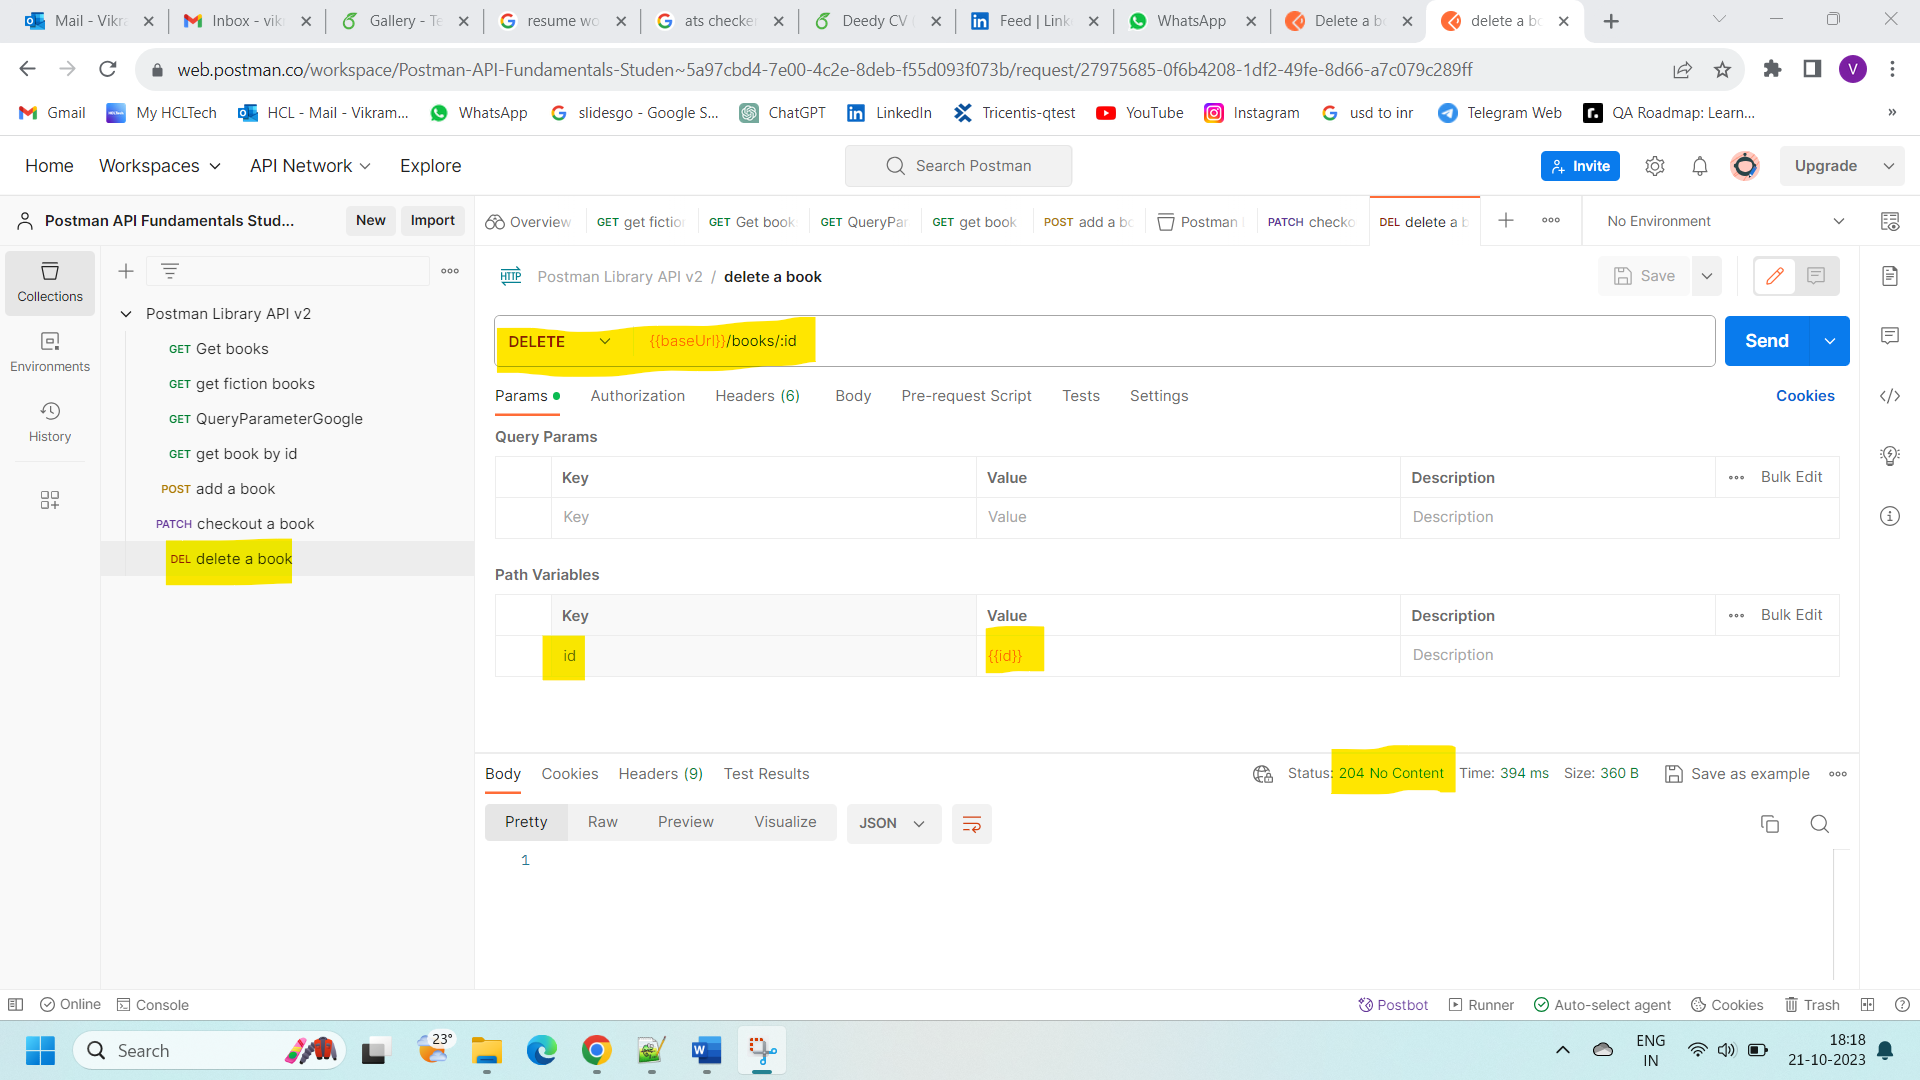 Mail - Vikra
Inbox - vik
Gallery - Te
resume wo
ats checke
Deedy CV (
Feed | Link
WhatsApp
Delete a bo
delete a bo
web.postman.co/workspace/Postman-API-Fundamentals-Studen~5a97cbd4-7e00-4c2e-8deb-f55d093f073b/request/27975685-0f6b4208-1df2-49fe-8d66-a7c079c289ff
V
Gmail
My HCLTech
HCL - Mail - Vikram...
WhatsApp
slidesgo - Google S...
ChatGPT
LinkedIn
Tricentis-qtest
YouTube
Instagram
usd to inr
Telegram Web
QA Roadmap: Learn...
»
Home
Workspaces
API Network
Explore
Search Postman
Invite
Upgrade
Postman API Fundamentals Stud...
New
Import
Overview
GET get fiction
GET Get book
GET QueryPar
GET get book
POST add a bo
Postman
PATCH checko
DEL delete a b
No Environment
Collections
Environments
History
Postman Library API v2
GET Get books
GET get fiction books
GET QueryParameterGoogle
GET get book by id
POST add a book
PATCH checkout a book
DEL delete a book
HTTP
Postman Library API v2 / delete a book
Save
DELETE
{{baseUrl}}/books/:id
Send
Params
Authorization
Headers (6)
Body
Pre-request Script
Tests
Settings
Cookies
Query Params
Key
Value
Description
Bulk Edit
Key
Value
Description
Path Variables
Key
Value
Description
Bulk Edit
id
{{id}}
Description
Body
Cookies
Headers (9)
Test Results
Status: 204 No Content
Time: 394 ms
Size: 360 B
Save as example
Pretty
Raw
Preview
Visualize
JSON
1
Online
Console
Postbot
Runner
Auto-select agent
Cookies
Trash
Search
23°
ENG
IN
18:18
21-10-2023